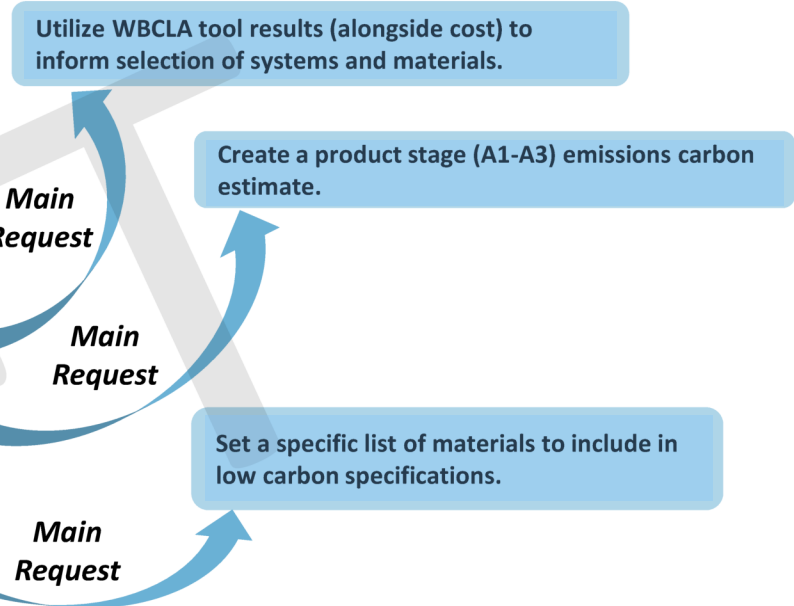 Utilize WBCLA tool results (alongside cost) to
inform selection of systems and materials.
Create a product stage (A1-A3) emissions carbon
estimate.
Main
Request
Main
Request
Set a specific list of materials to include in
low carbon specifications.
Main
Request